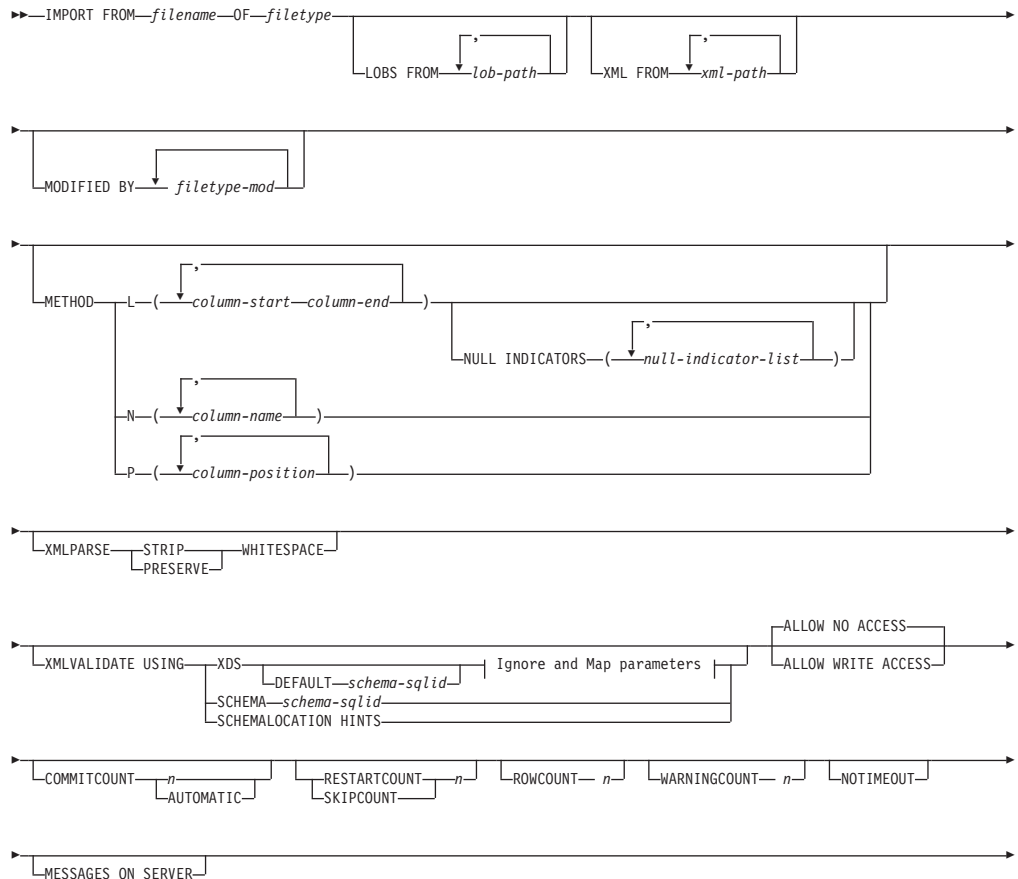 IMPORT FROM filename OF filetype
,
,
LOBS FROM lob-path XML FROM xml-path
MODIFIED BY filetype-mod
,
METHOD L ( column-start column-end )
,
NULL INDICATORS ( null-indicator-list )
,
N ( column-name )
,
P ( column-position )
XMLPARSE STRIP WHITESPACE
PRESERVE
ALLOW NO ACCESS
XMLVALIDATE USING XDS Ignore and Map parameters ALLOW WRITE ACCESS
DEFAULT schema-sqlid
SCHEMA schema-sqlid
SCHEMALOCATION HINTS
COMMITCOUNT n RESTARTCOUNT n ROWCOUNT n WARNINGCOUNT n NOTIMEOUT
AUTOMATIC SKIPCOUNT
MESSAGES ON SERVER